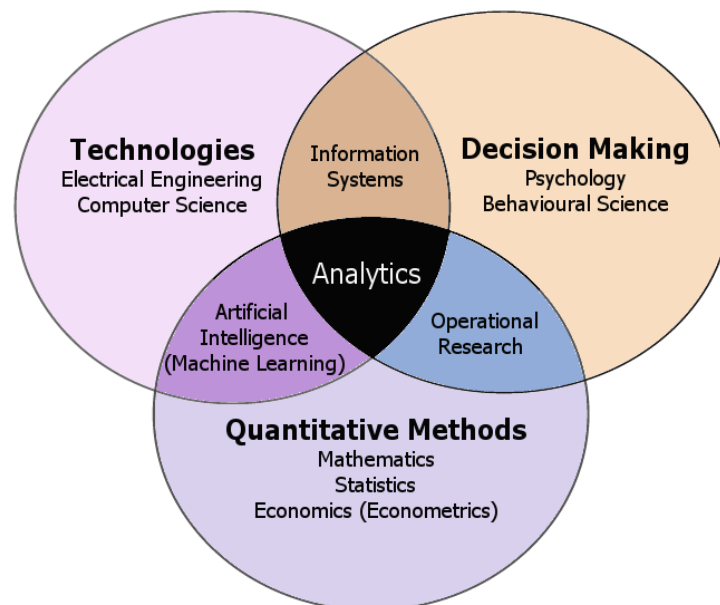 Technologies
Electrical Engineering
Computer Science
Information
Systems
Decision Making
Psychology
Behavioural Science
Analytics
Artificial
Intelligence
(Machine Learning)
Operational
Research
Quantitative Methods
Mathematics
Statistics
Economics (Econometrics)